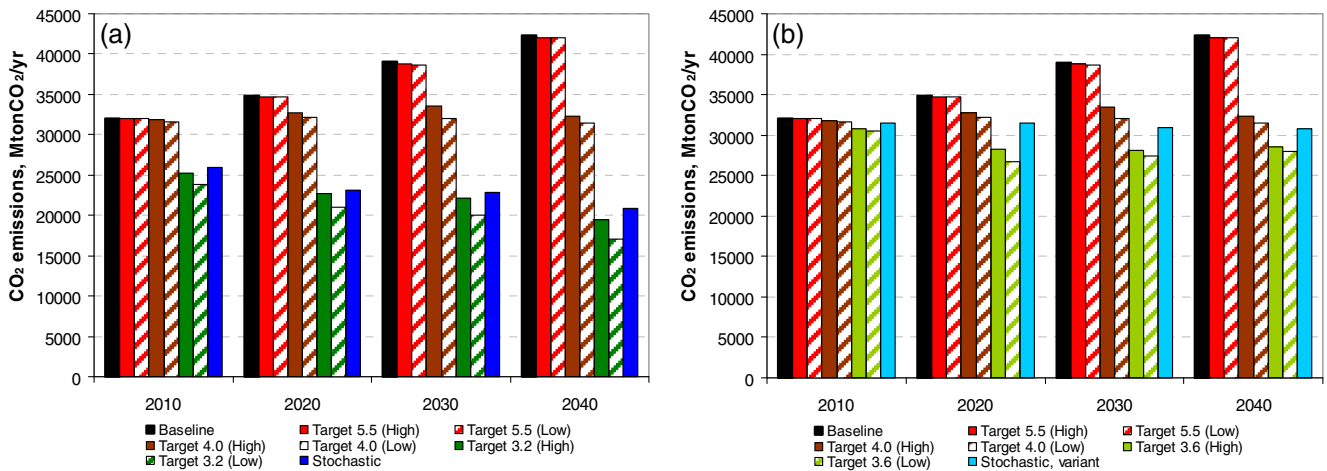 (a)
CO₂ emissions, MtonCO₂/yr
45000
40000
35000
30000
25000
20000
15000
10000
5000
0
2010 2020 2030 2040
Baseline Target 5.5 (High) Target 5.5 (Low)
Target 4.0 (High) Target 4.0 (Low) Target 3.2 (High)
Target 3.2 (Low) Stochastic
(b)
CO₂ emissions, MtonCO₂/yr
45000
40000
35000
30000
25000
20000
15000
10000
5000
0
2010 2020 2030 2040
Baseline Target 5.5 (High) Target 5.5 (Low)
Target 4.0 (High) Target 4.0 (Low) Target 3.6 (High)
Target 3.6 (Low) Stochastic, variant